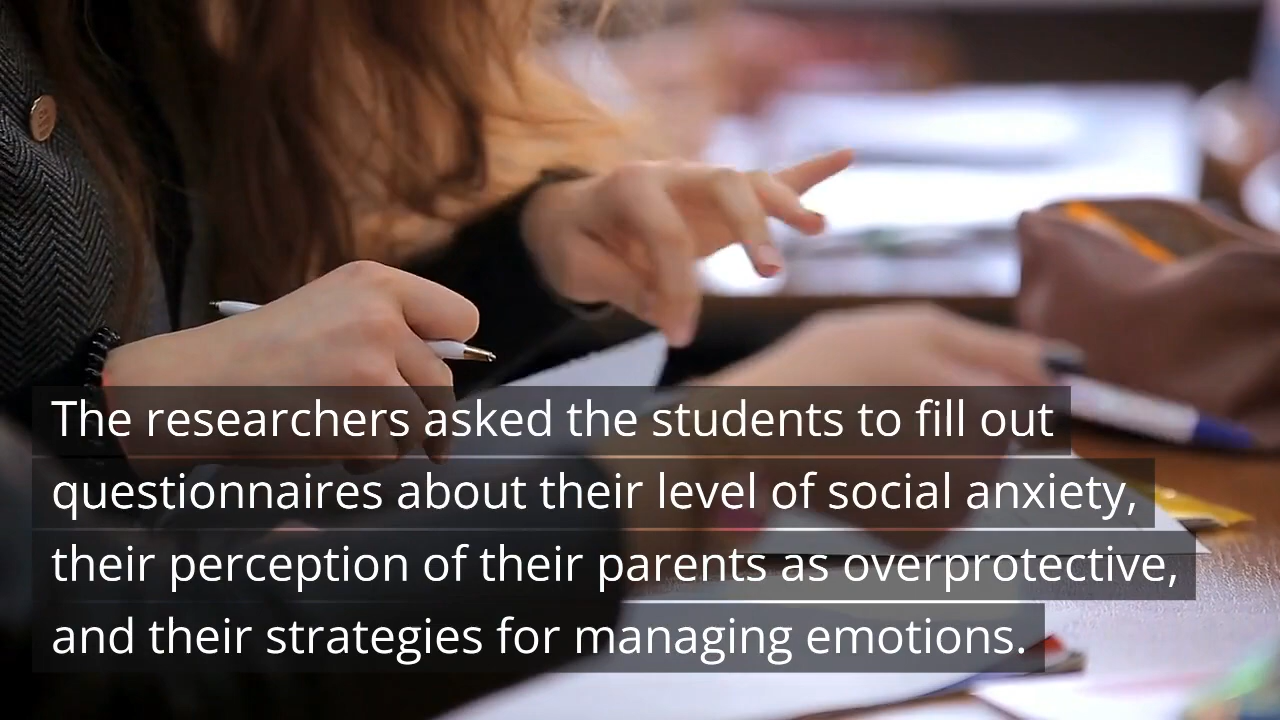 The researchers asked the students to fill out
questionnaires about their level of social anxiety,
their perception of their parents as overprotective,
and their strategies for managing emotions.